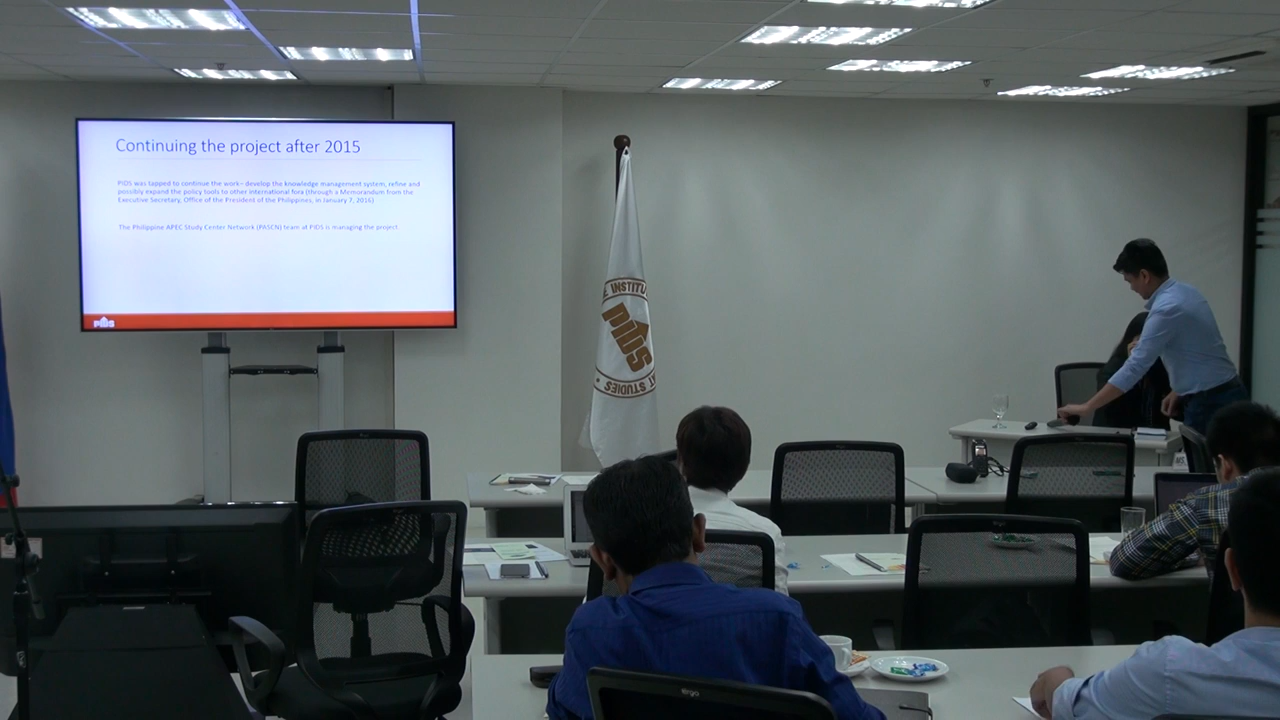 Continuing the project after 2015
PIDS was tapped to continue the work– develop the knowledge management system, refine and
possibly expand the policy tools to other international fora (through a Memorandum from the
Executive Secretary, Office of the President of the Philippines, in January 7, 2016)
The Philippine APEC Study Center Network (PASCN) team at PIDS is managing the project.
PIDS
E INSTITU
PIDS
STUDIES
ergo